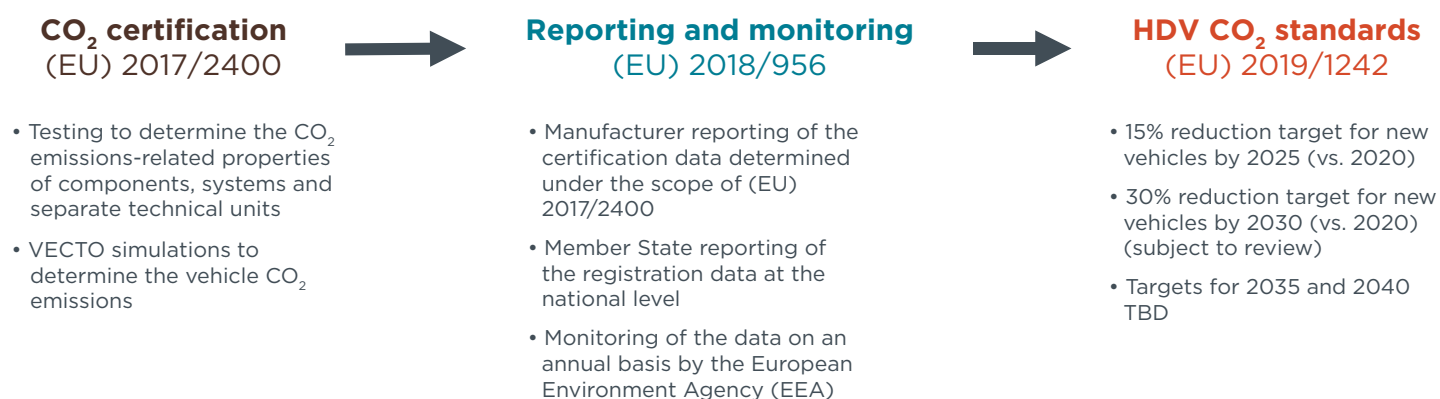 CO₂ certification
(EU) 2017/2400
• Testing to determine the CO₂
emissions-related properties
of components, systems and
separate technical units
• VECTO simulations to
determine the vehicle CO₂
emissions
Reporting and monitoring
(EU) 2018/956
• Manufacturer reporting of the
certification data determined
under the scope of (EU)
2017/2400
• Member State reporting of
the registration data at the
national level
• Monitoring of the data on an
annual basis by the European
Environment Agency (EEA)
HDV CO₂ standards
(EU) 2019/1242
• 15% reduction target for new
vehicles by 2025 (vs. 2020)
• 30% reduction target for new
vehicles by 2030 (vs. 2020)
(subject to review)
• Targets for 2035 and 2040
TBD